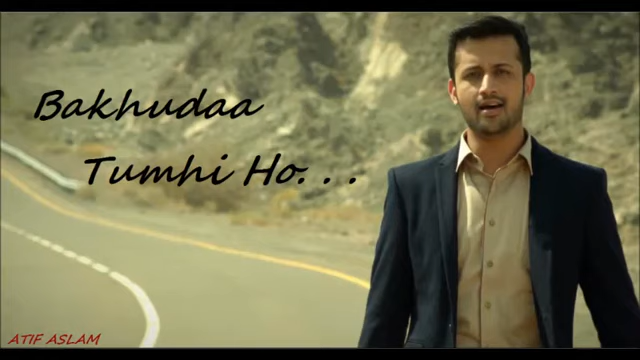 Bakhudaa
Tumhi Ho. . .
ATIF ASLAM